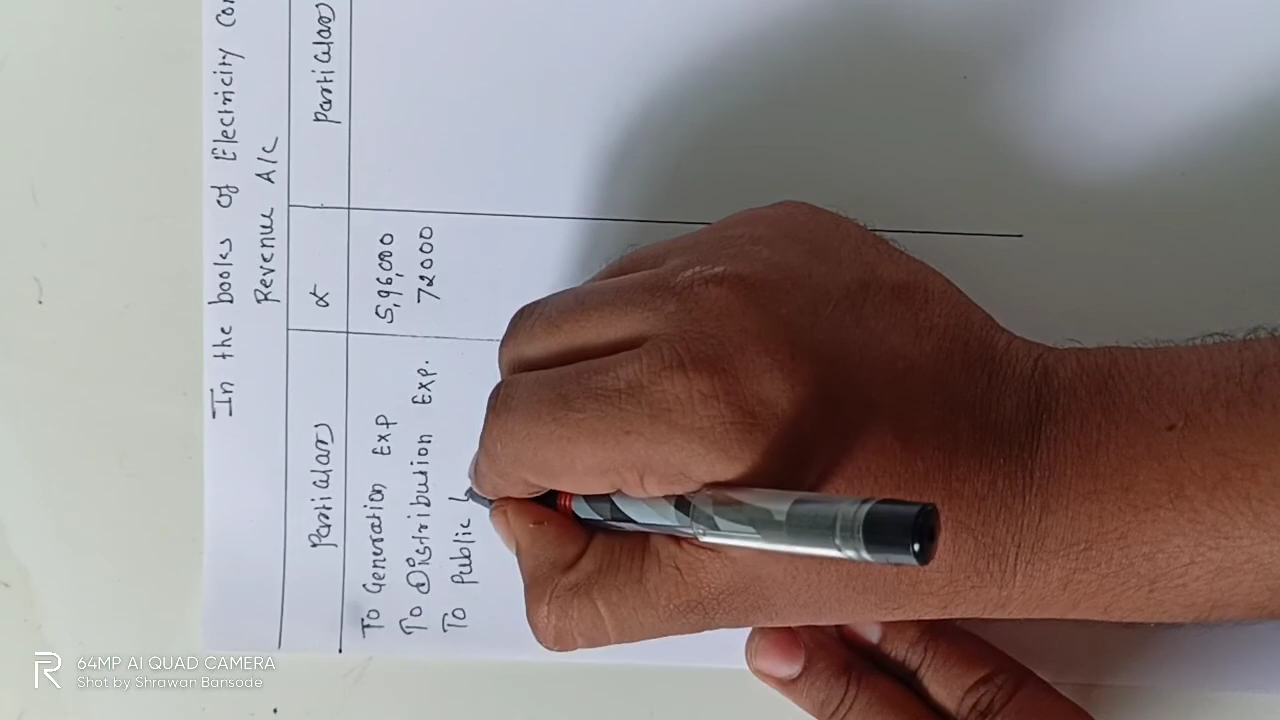 In the books of Electricity Co
Revenue A/c
Particulars ₹ Particulars
To Generation Exp 5,96,000
To Distribution Exp. 72000
To Public L
64MP AI QUAD CAMERA
Shot by Shrawan Bansode